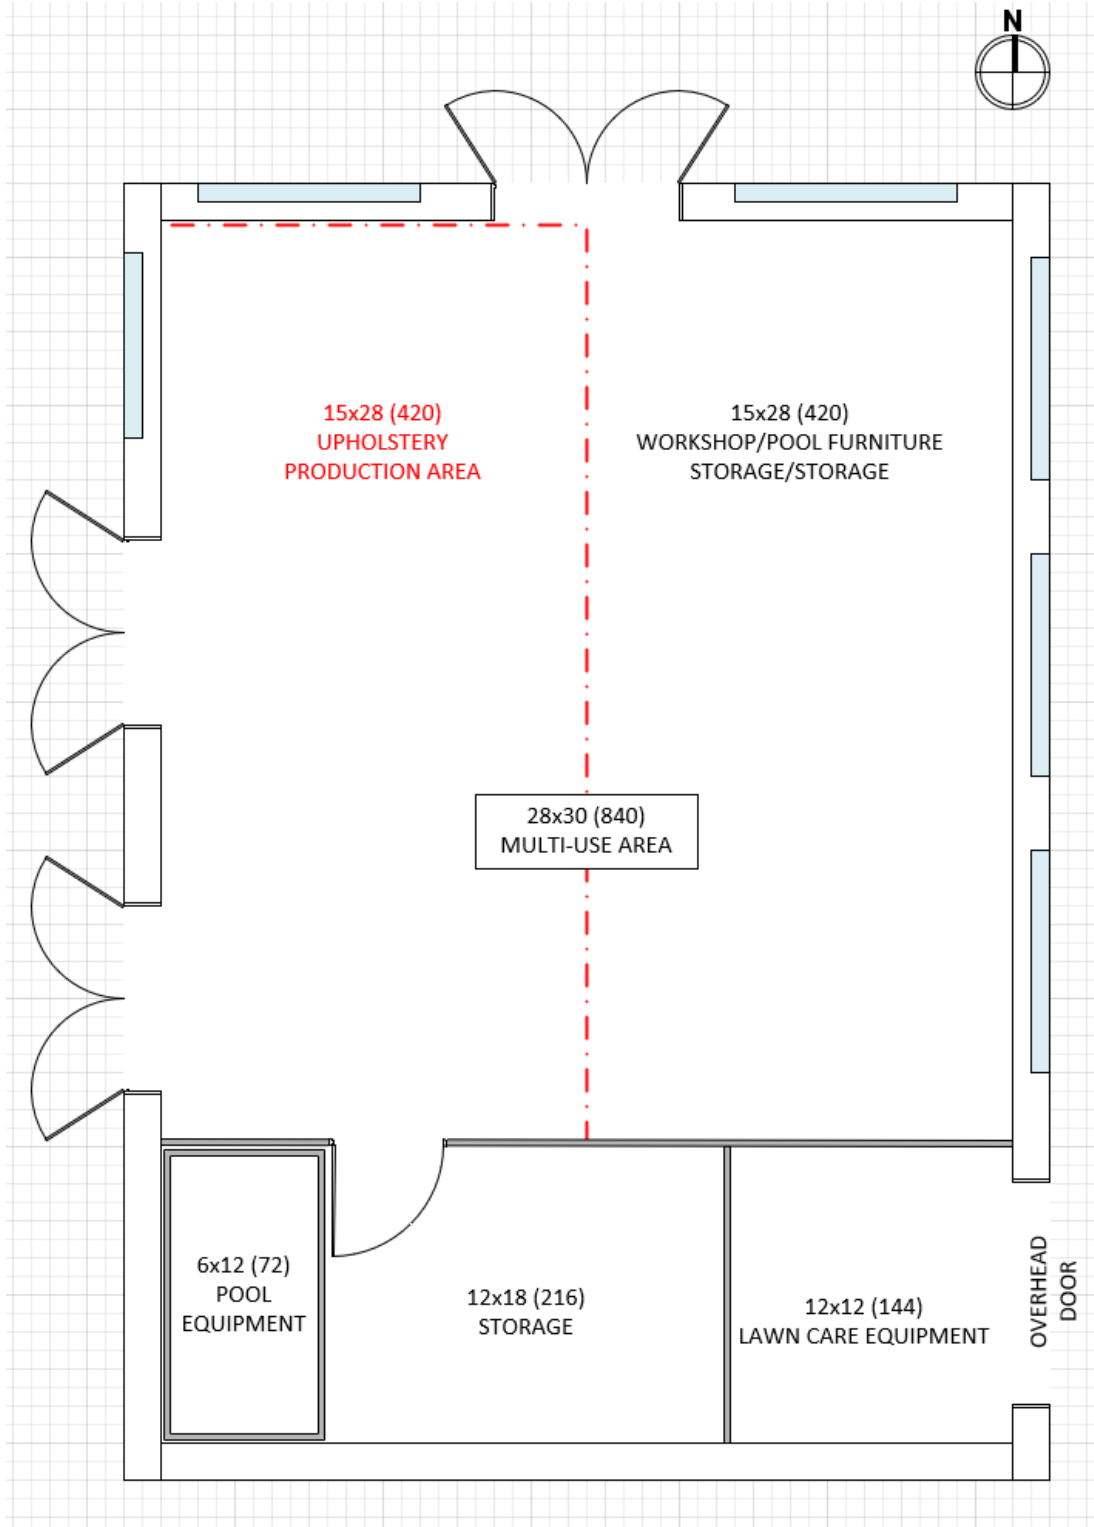 N
15x28 (420)
UPHOLSTERY
PRODUCTION AREA
15x28 (420)
WORKSHOP/POOL FURNITURE
STORAGE/STORAGE
28x30 (840)
MULTI-USE AREA
6x12 (72)
POOL
EQUIPMENT
12x18 (216)
STORAGE
12x12 (144)
LAWN CARE EQUIPMENT
OVERHEAD
DOOR